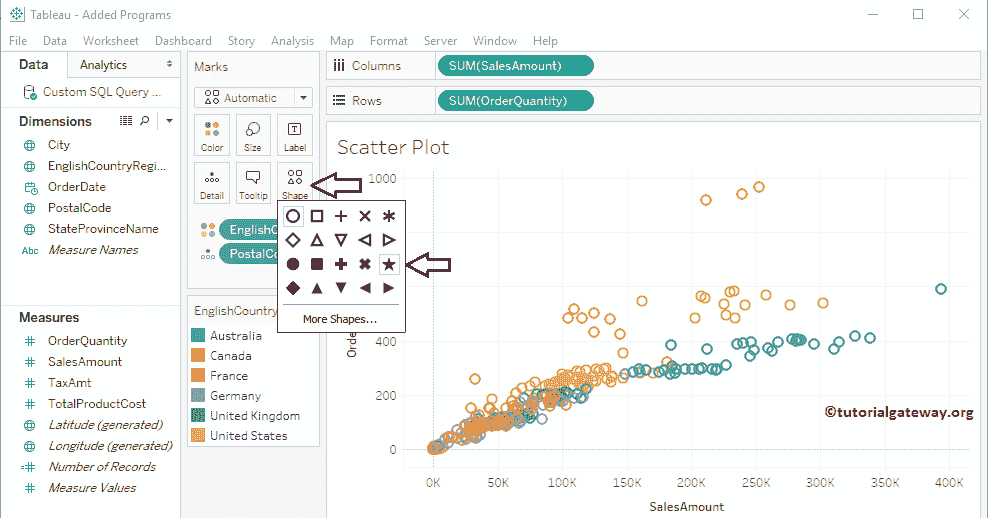 Tableau - Added Programs
File Data Worksheet Dashboard Story Analysis Map Format Server Window Help
Data Analytics
Custom SQL Query ...
Dimensions
City
EnglishCountryRegi...
OrderDate
PostalCode
StateProvinceName
Abc Measure Names
Measures
OrderQuantity
SalesAmount
TaxAmt
TotalProductCost
Latitude (generated)
Longitude (generated)
Number of Records
Measure Values
Marks
Automatic
Color Size Label
Detail Tooltip Shape
EnglishC
PostalCo
More Shapes...
EnglishCountry
Australia
Canada
France
Germany
United Kingdom
United States
Columns SUM(SalesAmount)
Rows SUM(OrderQuantity)
Scatter Plot
1000
400
200
0
Orde
0K 50K 100K 150K 200K 250K 300K 350K 400K
SalesAmount
©tutorialgateway.org